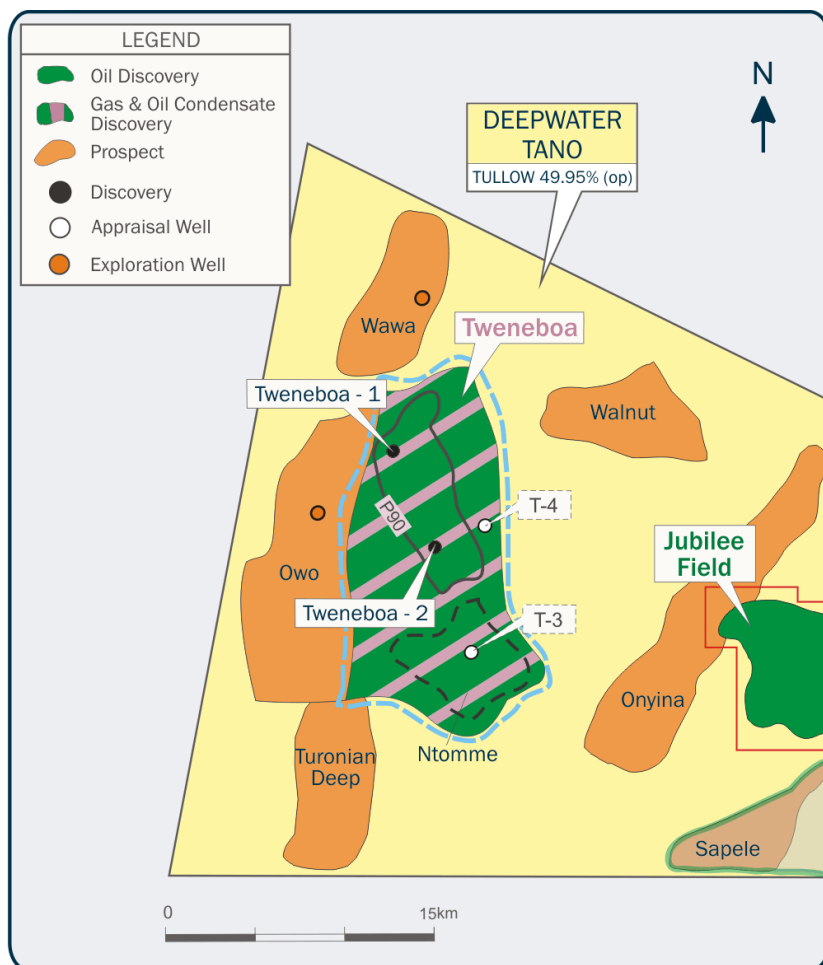 LEGEND
Oil Discovery
Gas & Oil Condensate
Discovery
Prospect
Discovery
Appraisal Well
Exploration Well
N
DEEPWATER
TANO
TULLOW 49.95% (op)
Wawa
Tweneboa
Tweneboa - 1
Walnut
P90
T-4
Owo
Jubilee
Field
Tweneboa - 2
T-3
Onyina
Ntomme
Turonian
Deep
Sapele
0
15km